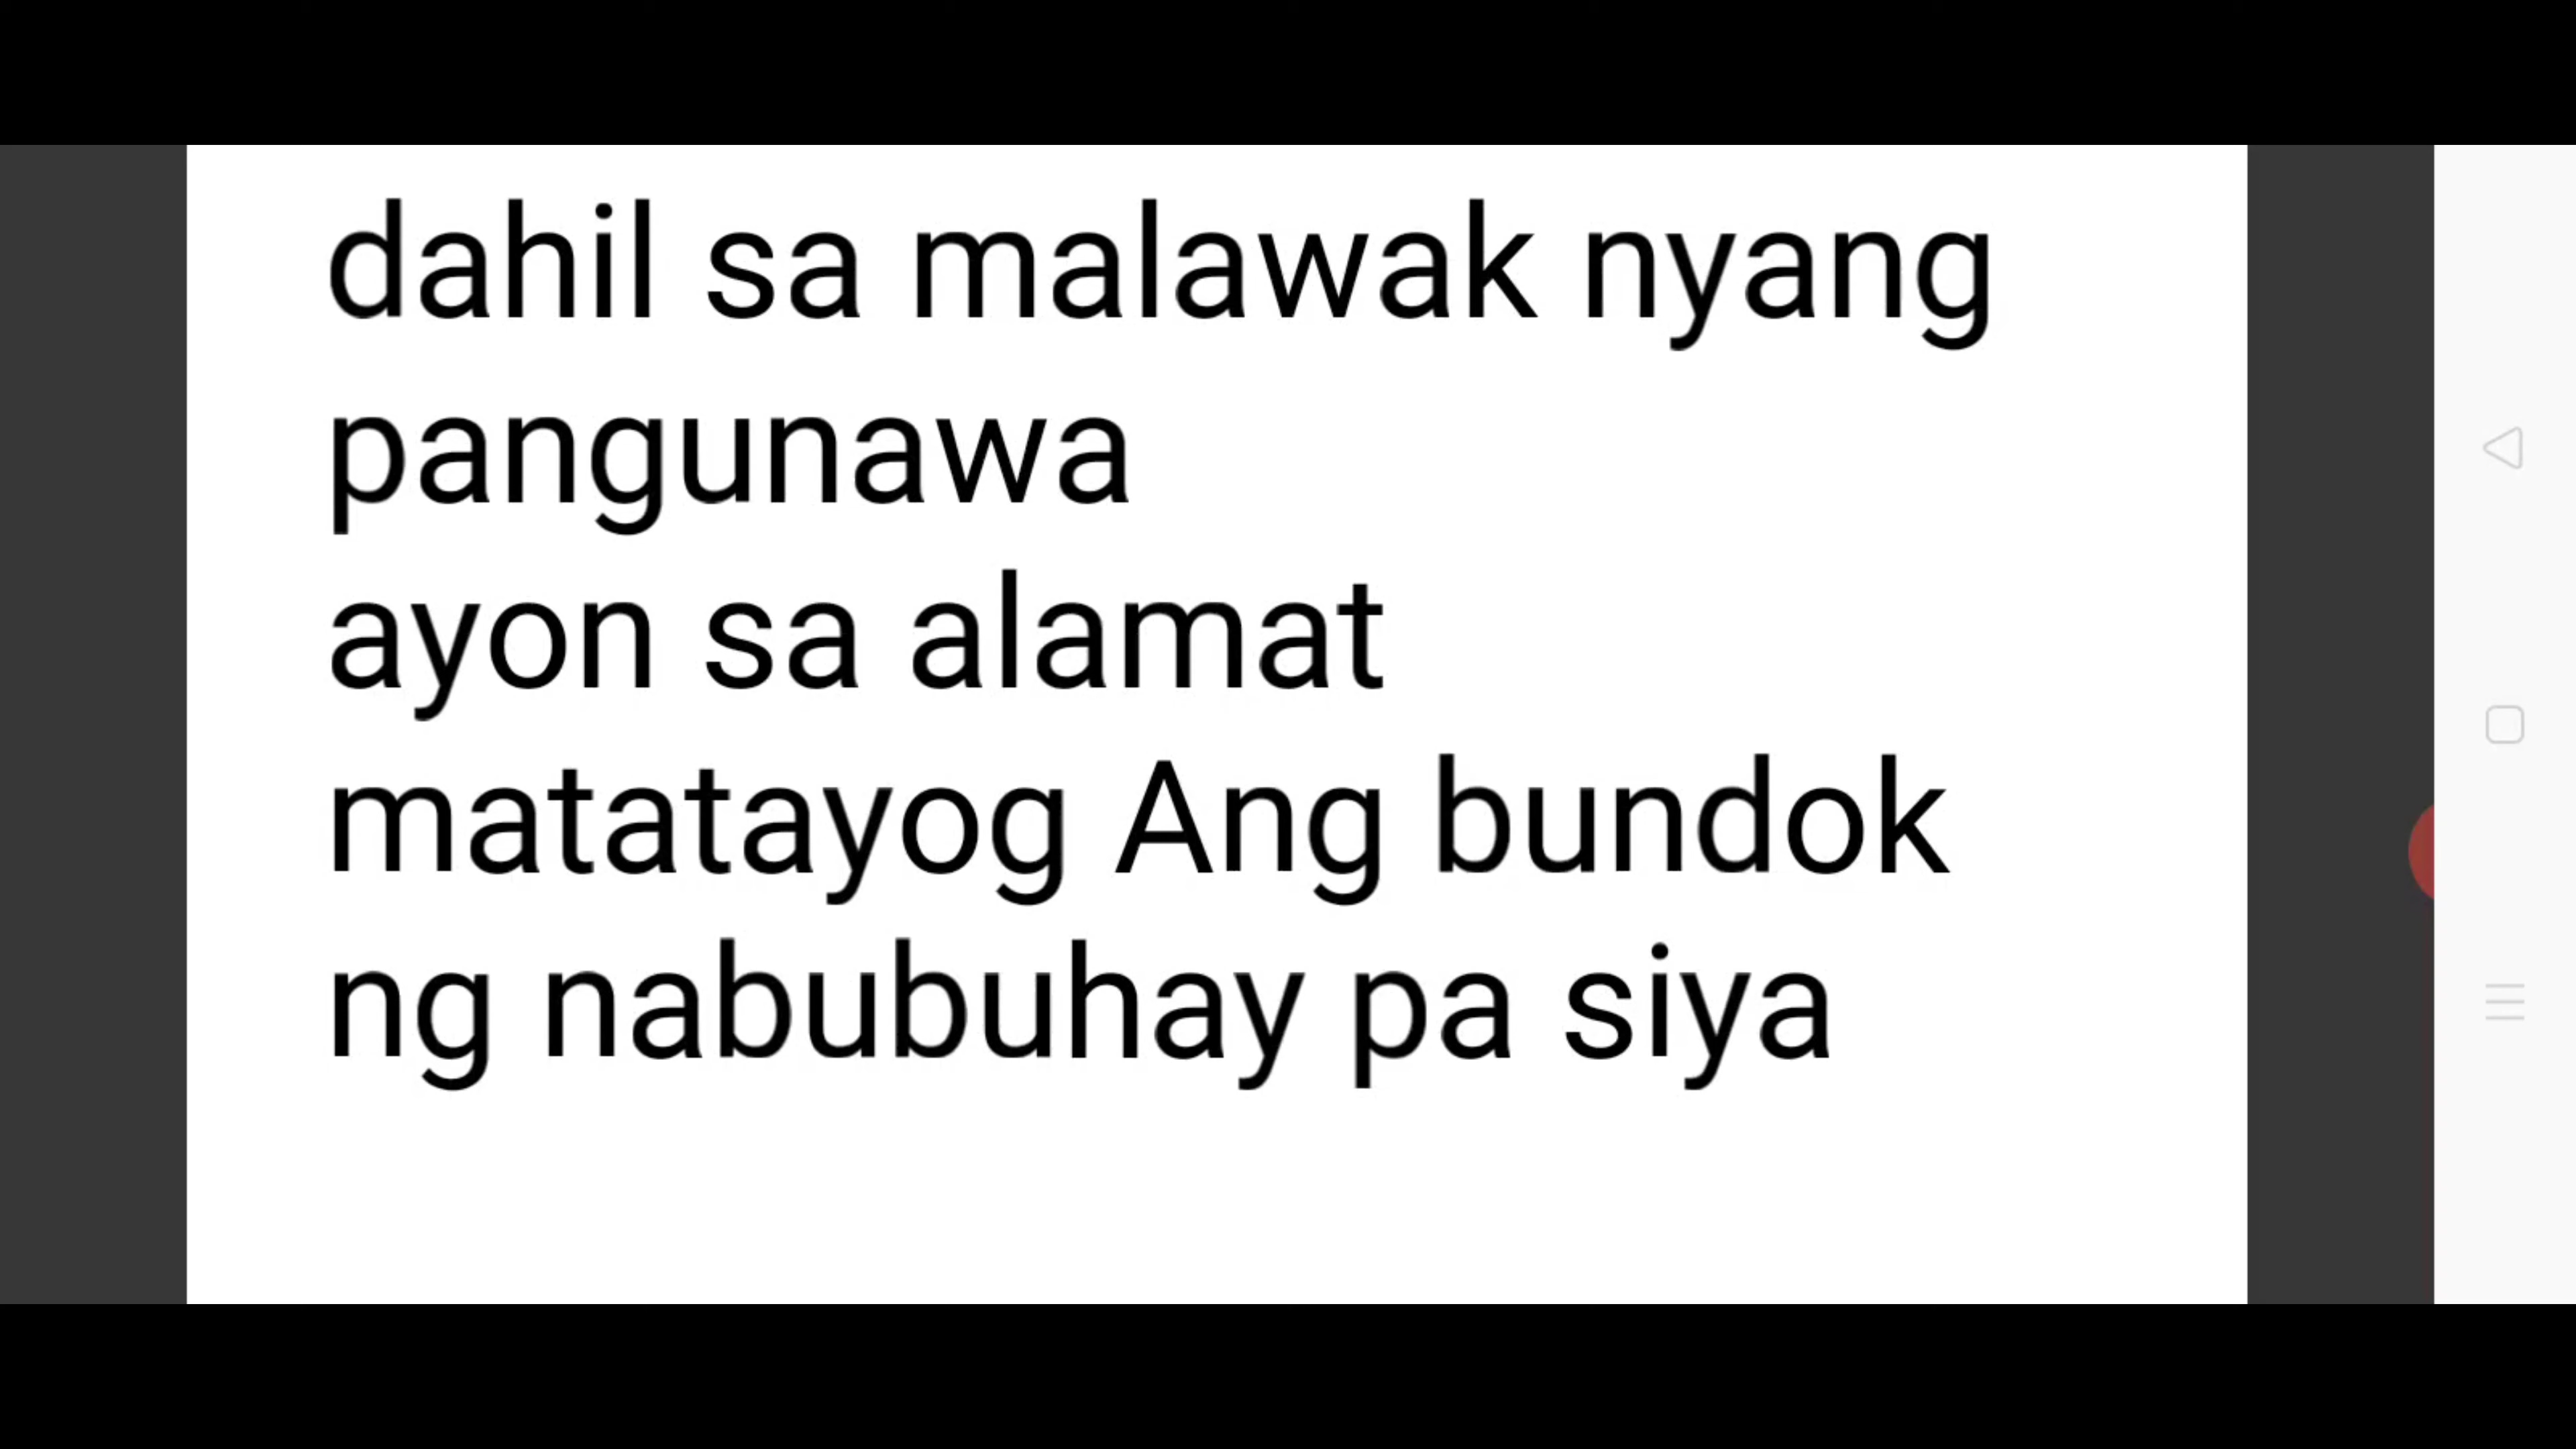 dahil sa malawak nyang
pangunawa
ayon sa alamat
matatayog Ang bundok
ng nabubuhay pa siya